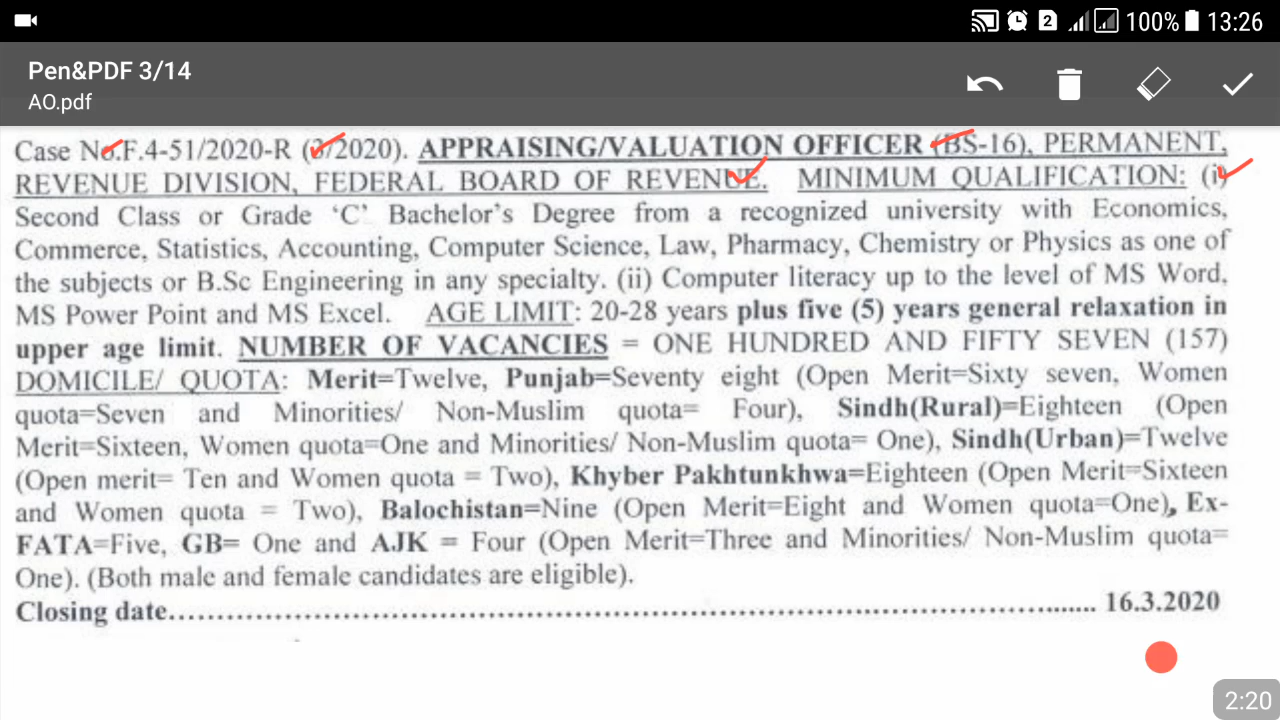 100% 13:26
2
Pen&PDF 3/14
AO.pdf
Case No.F.4-51/2020-R (3/2020). APPRAISING/VALUATION OFFICER (BS-16), PERMANENT,
REVENUE DIVISION, FEDERAL BOARD OF REVENUE. MINIMUM QUALIFICATION: (i)
Second Class or Grade ‘C’ Bachelor’s Degree from a recognized university with Economics,
Commerce, Statistics, Accounting, Computer Science, Law, Pharmacy, Chemistry or Physics as one of
the subjects or B.Sc Engineering in any specialty. (ii) Computer literacy up to the level of MS Word,
MS Power Point and MS Excel. AGE LIMIT: 20-28 years plus five (5) years general relaxation in
upper age limit. NUMBER OF VACANCIES = ONE HUNDRED AND FIFTY SEVEN (157)
DOMICILE/ QUOTA: Merit=Twelve, Punjab=Seventy eight (Open Merit=Sixty seven, Women
quota=Seven and Minorities/ Non-Muslim quota= Four), Sindh(Rural)=Eighteen (Open
Merit=Sixteen, Women quota=One and Minorities/ Non-Muslim quota= One), Sindh(Urban)=Twelve
(Open merit= Ten and Women quota = Two), Khyber Pakhtunkhwa=Eighteen (Open Merit=Sixteen
and Women quota = Two), Balochistan=Nine (Open Merit=Eight and Women quota=One), Ex-
FATA=Five, GB= One and AJK = Four (Open Merit=Three and Minorities/ Non-Muslim quota=
One). (Both male and female candidates are eligible).
Closing date................................................................................ 16.3.2020
2:20